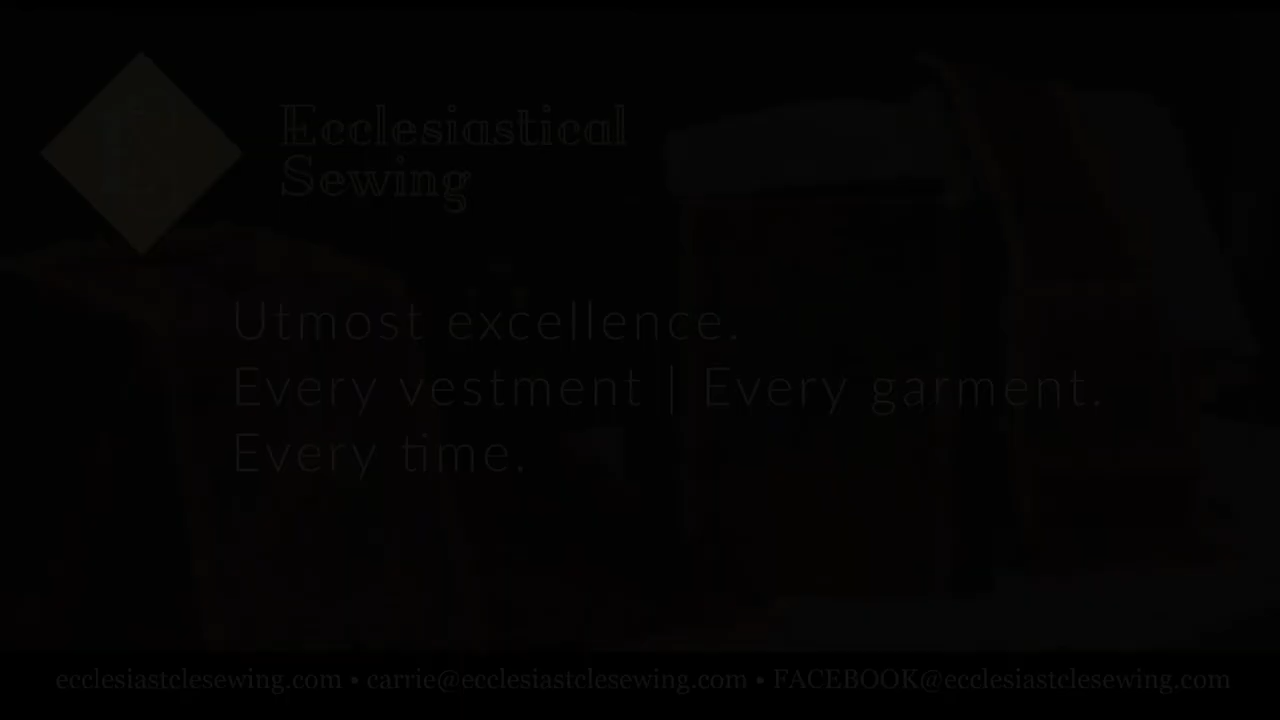 Ecclesiastical
Sewing
Utmost excellence.
Every vestment | Every garment.
Every time.
ecclesiastclesewing.com • carrie@ecclesiastclesewing.com • FACEBOOK@ecclesiastclesewing.com